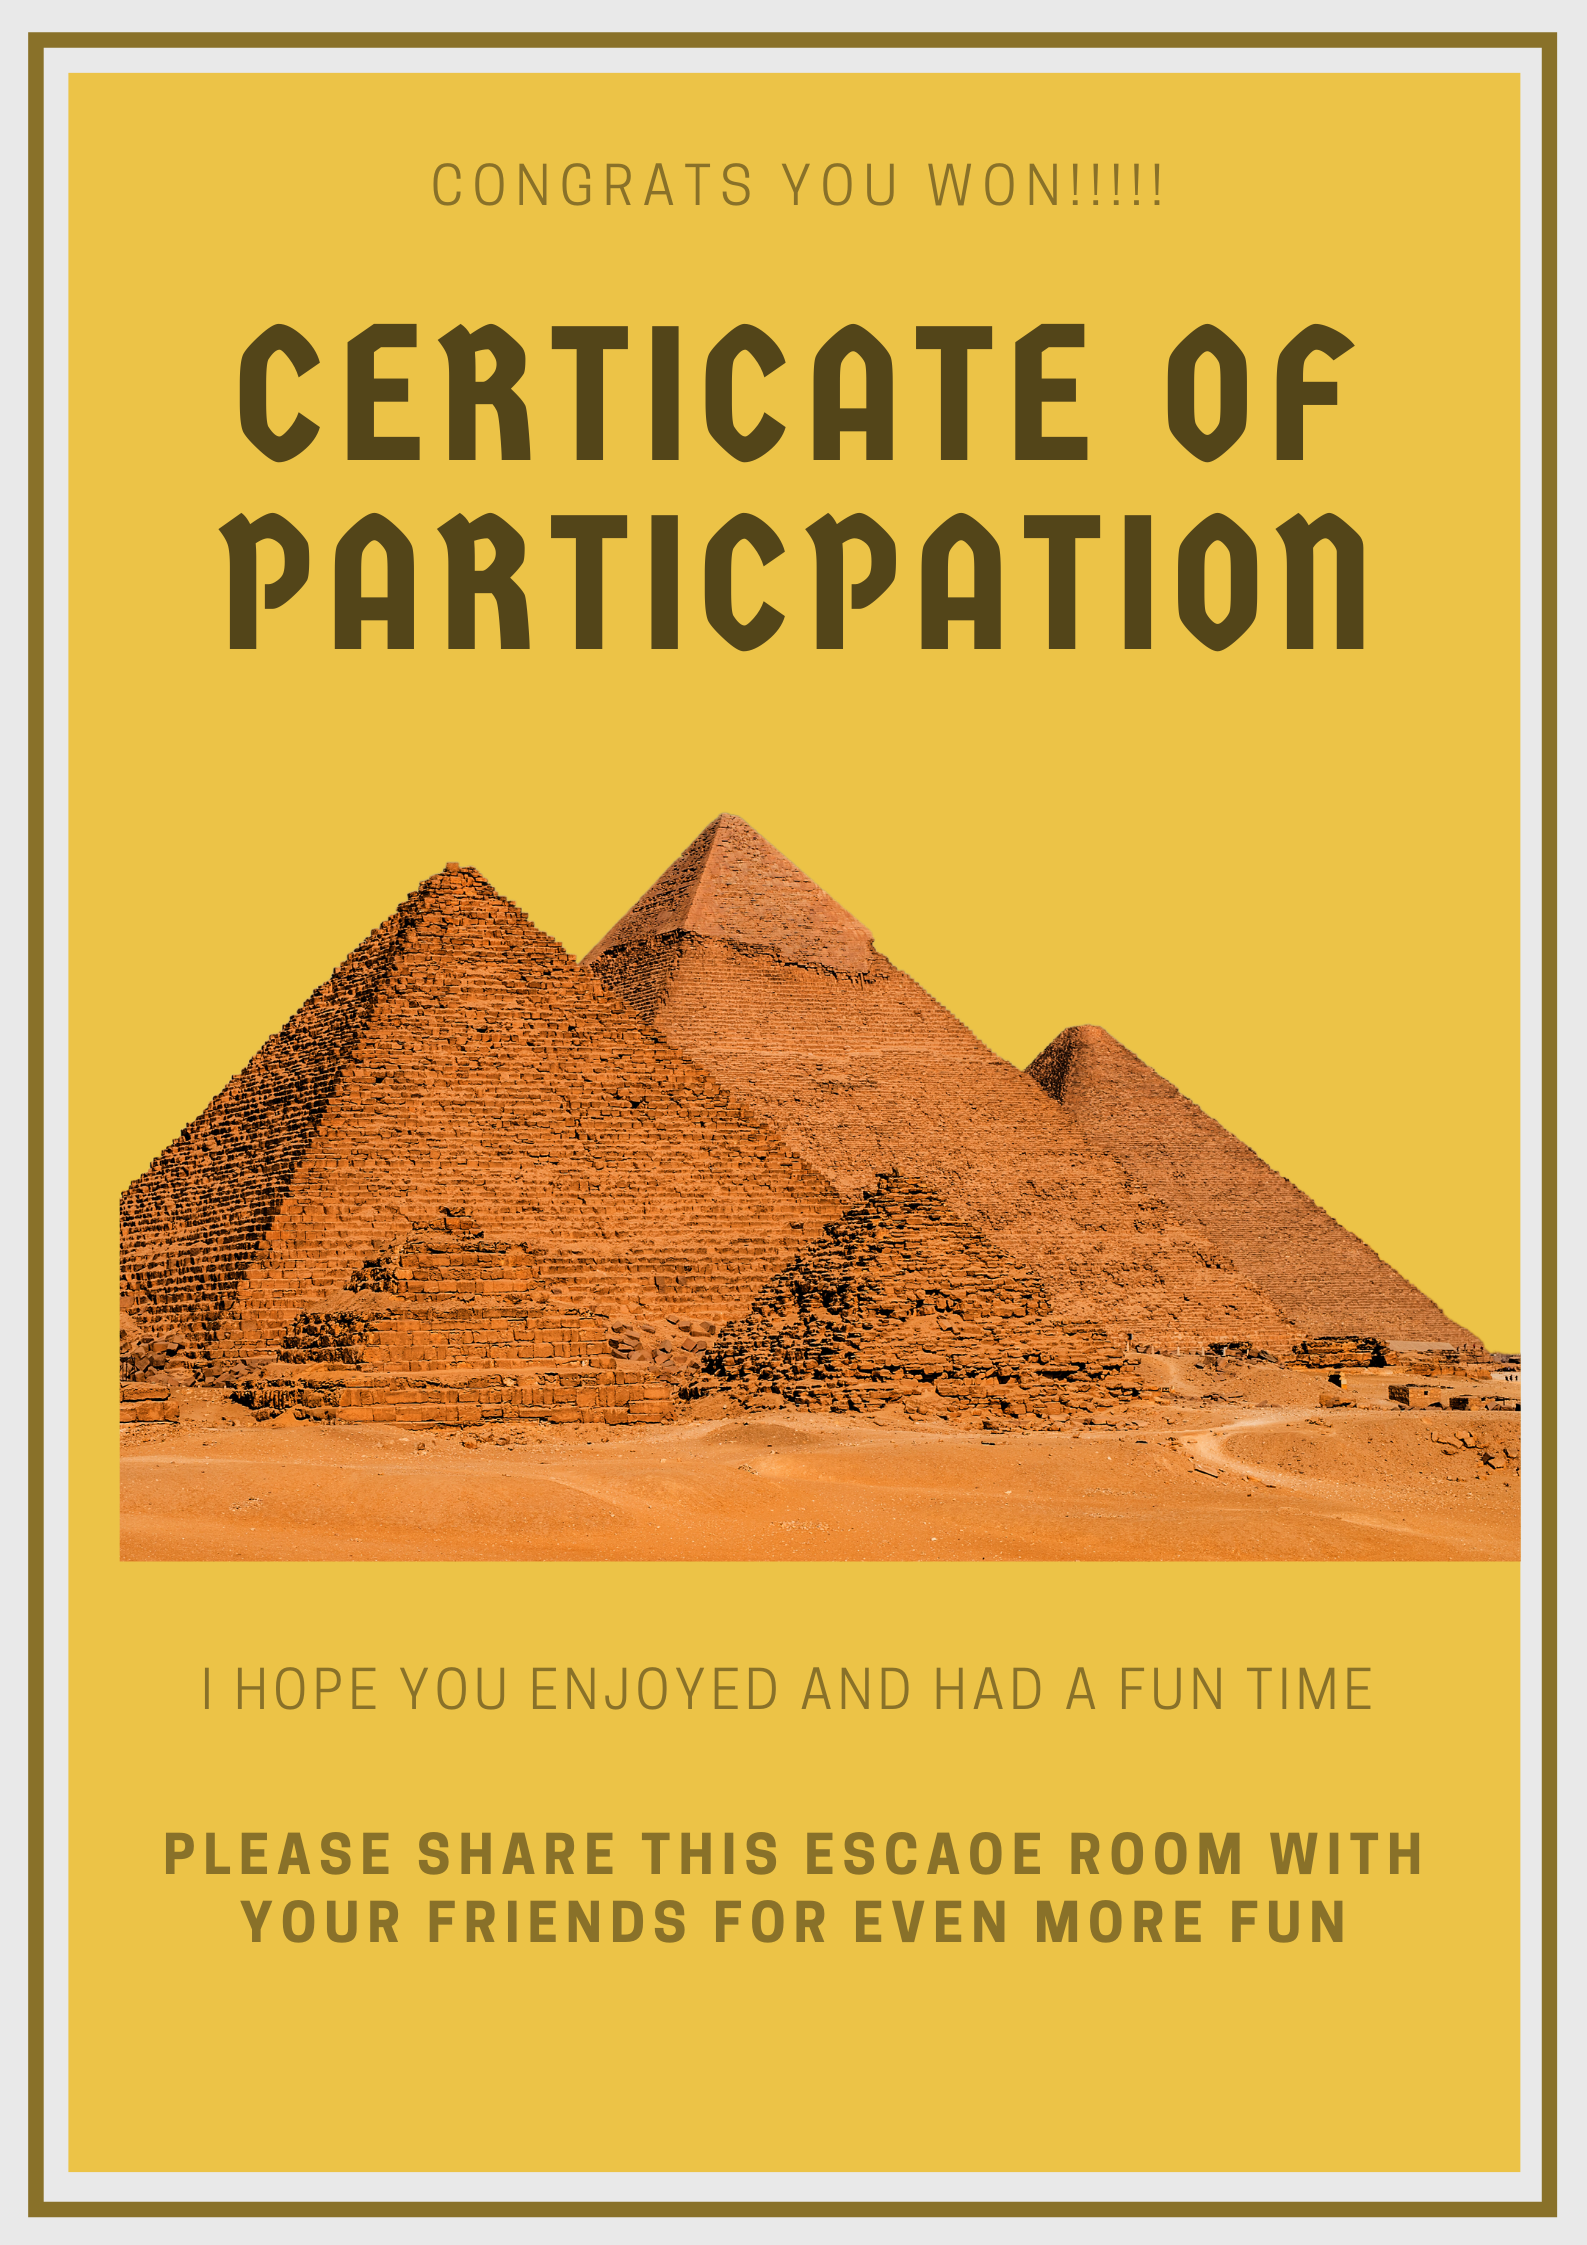 CONGRATS YOU WON!!!!!
CERTICATE OF
PARTICPATION
I HOPE YOU ENJOYED AND HAD A FUN TIME
PLEASE SHARE THIS ESCAOE ROOM WITH
YOUR FRIENDS FOR EVEN MORE FUN